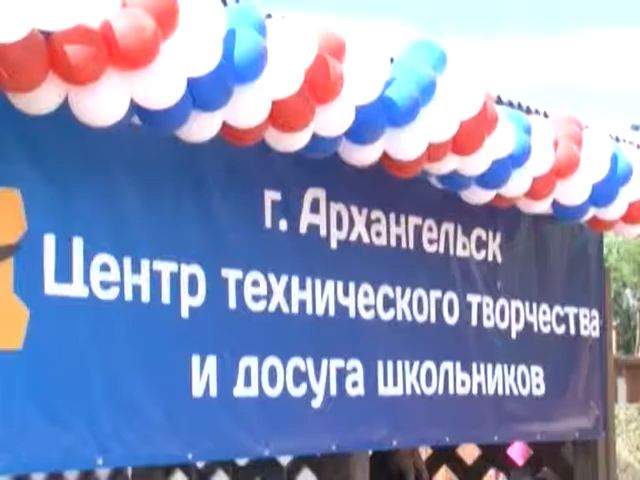 г. Архангельск
Центр технического творчества
и досуга школьников